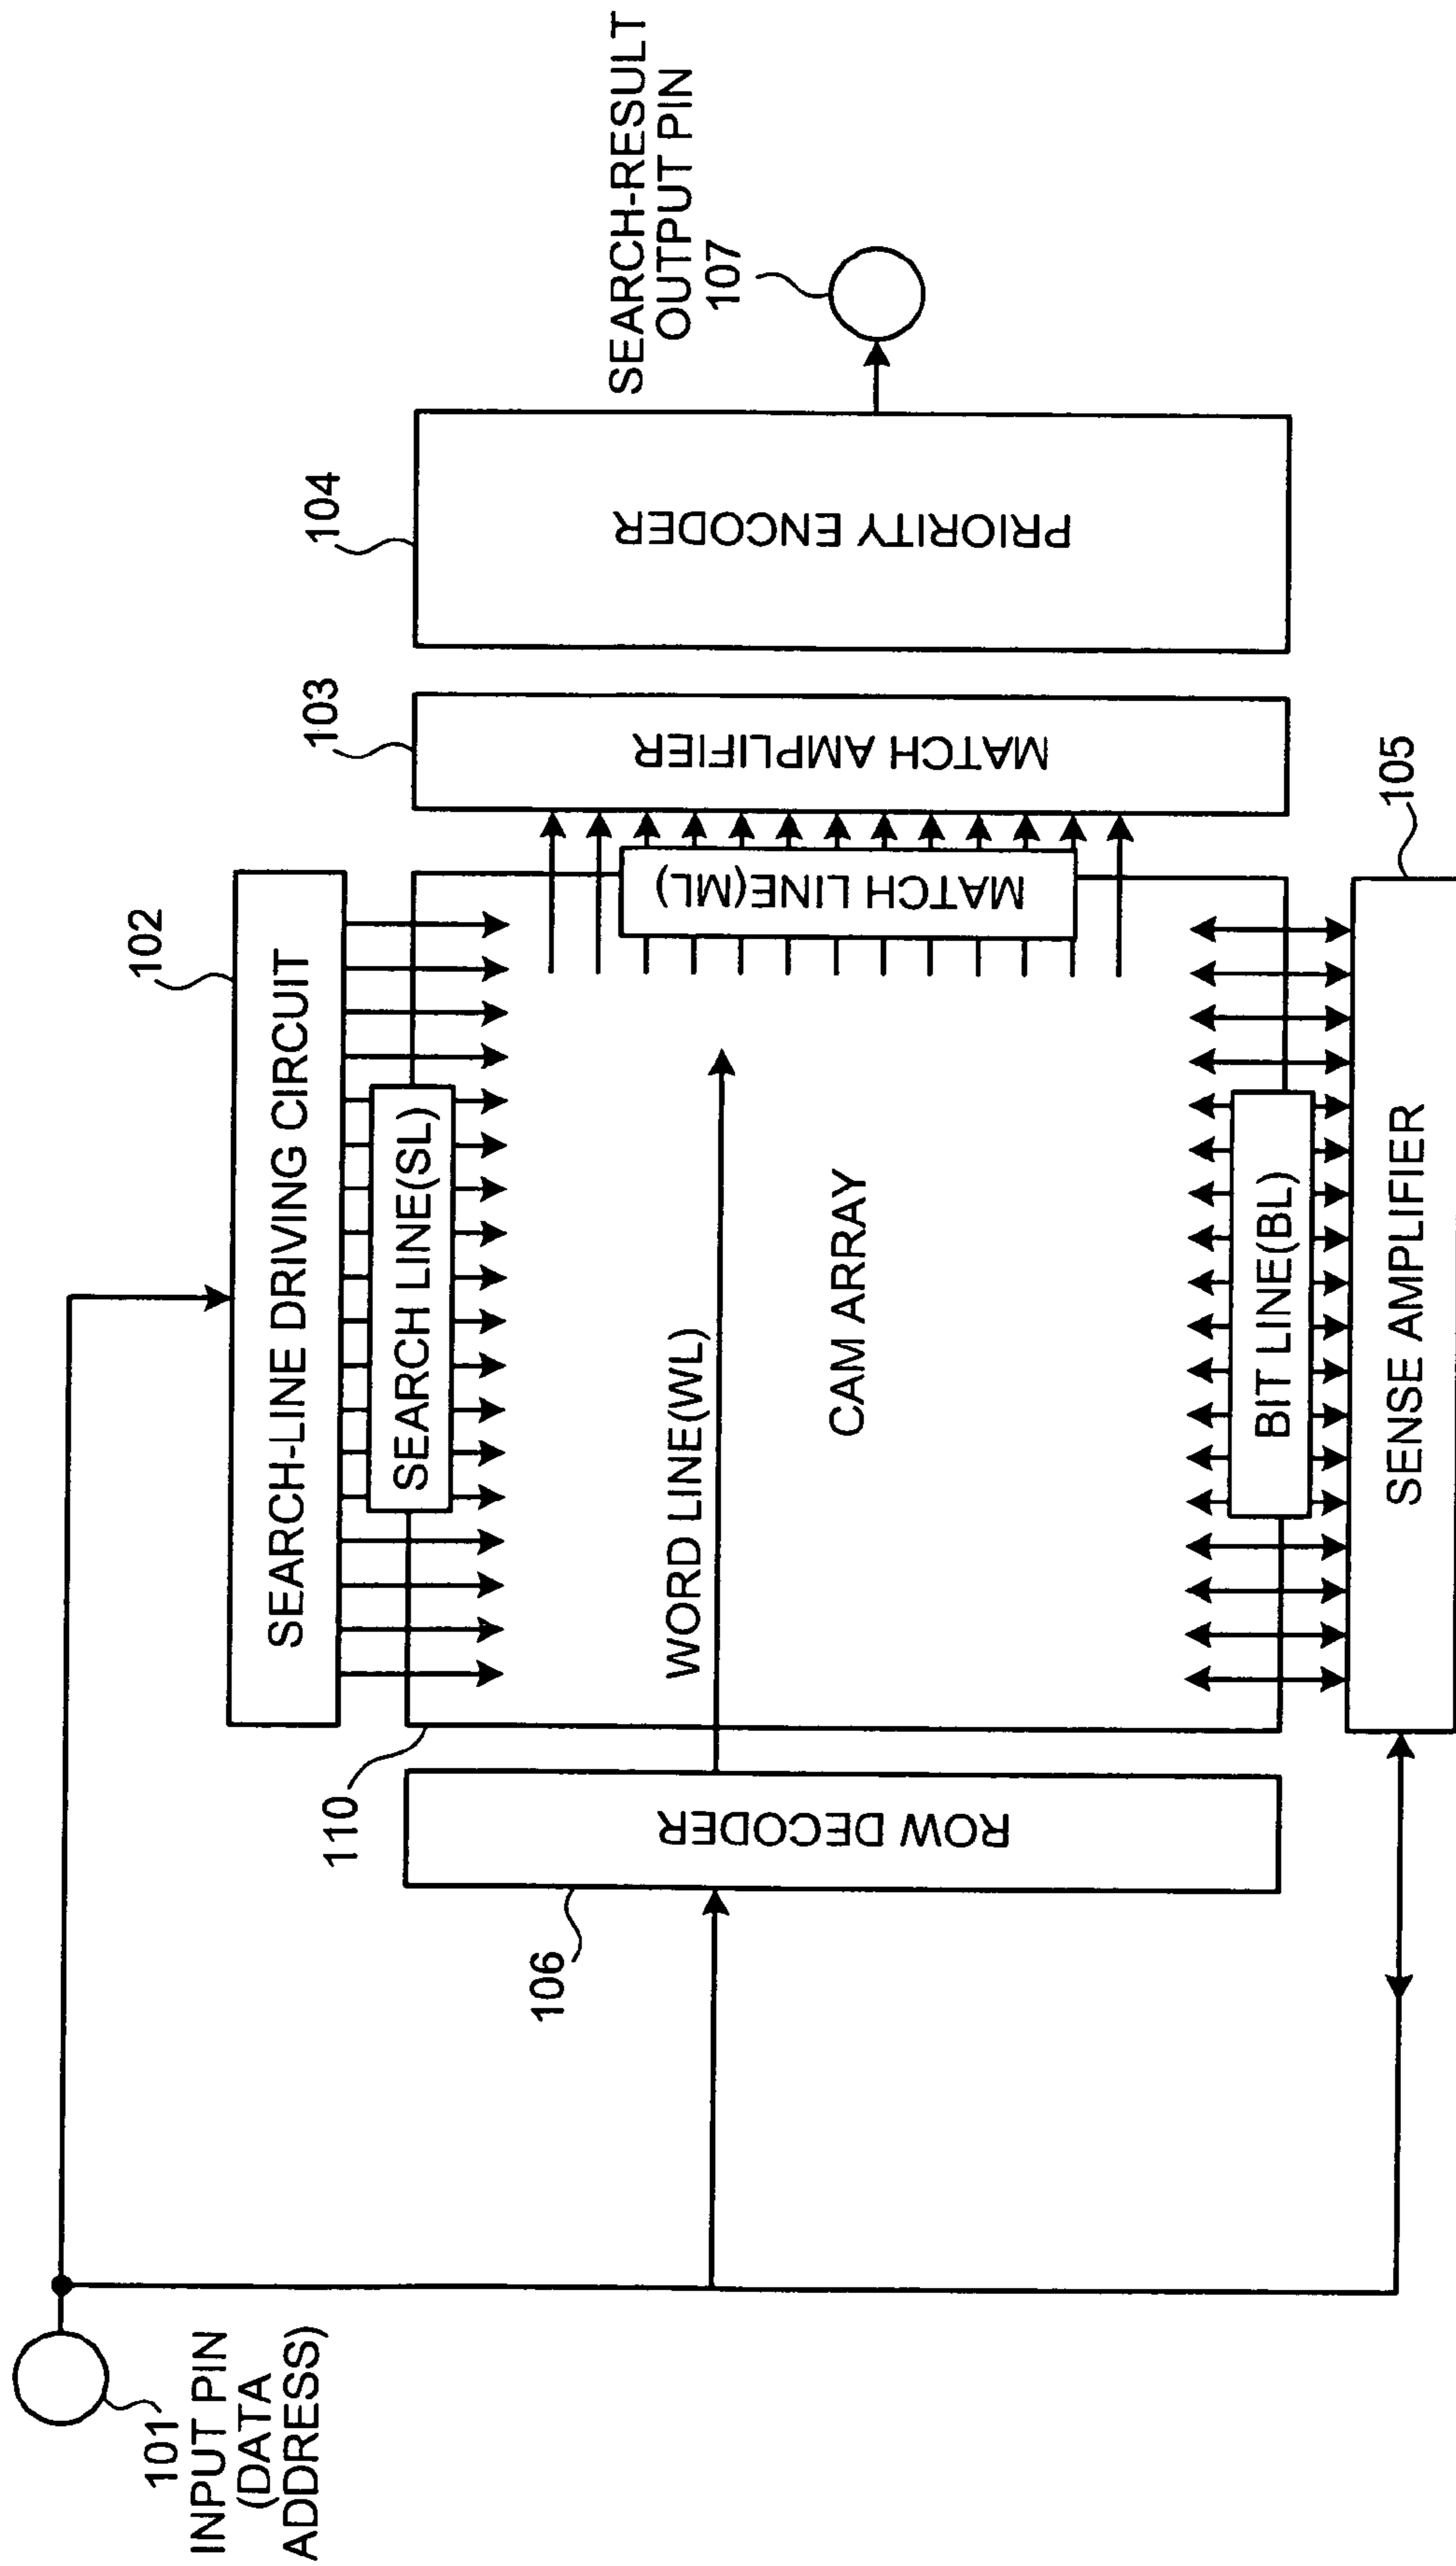 101
INPUT PIN
(DATA
ADDRESS)
102
SEARCH-LINE DRIVING CIRCUIT
SEARCH LINE(SL)
110
106
ROW DECODER
WORD LINE(WL)
CAM ARRAY
MATCH LINE(ML)
103
MATCH AMPLIFIER
104
PRIORITY ENCODER
SEARCH-RESULT
OUTPUT PIN
107
BIT LINE(BL)
105
SENSE AMPLIFIER